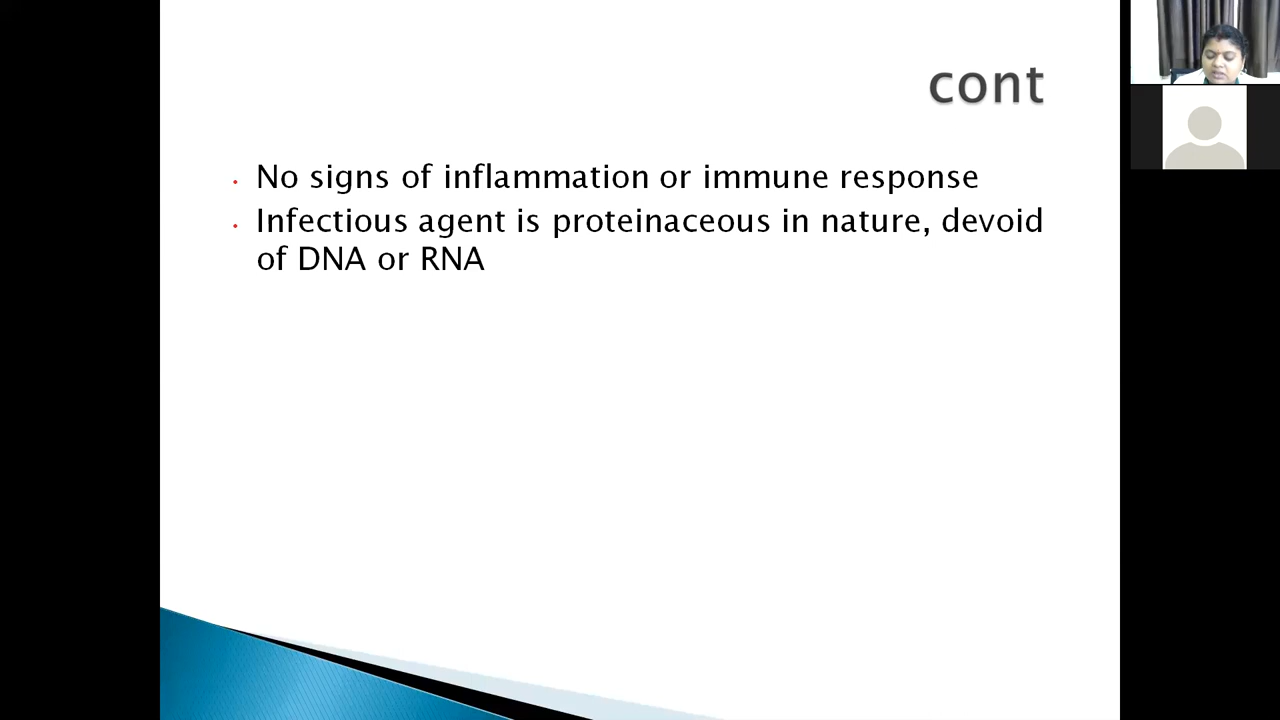 cont
No signs of inflammation or immune response
Infectious agent is proteinaceous in nature, devoid
of DNA or RNA